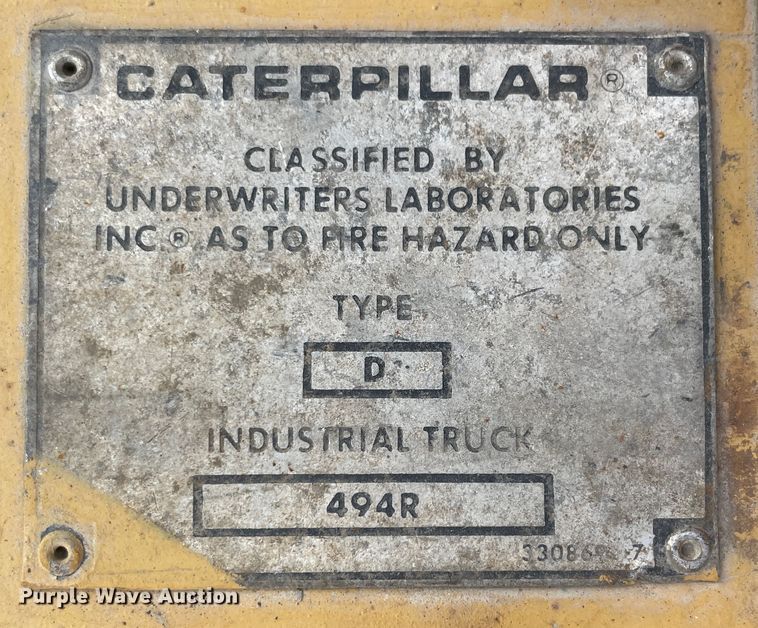 CATERPILLAR®
CLASSIFIED BY
UNDERWRITERS LABORATORIES
INC® AS TO FIRE HAZARD ONLY
TYPE
D
INDUSTRIAL TRUCK
494R
Purple Wave Auction